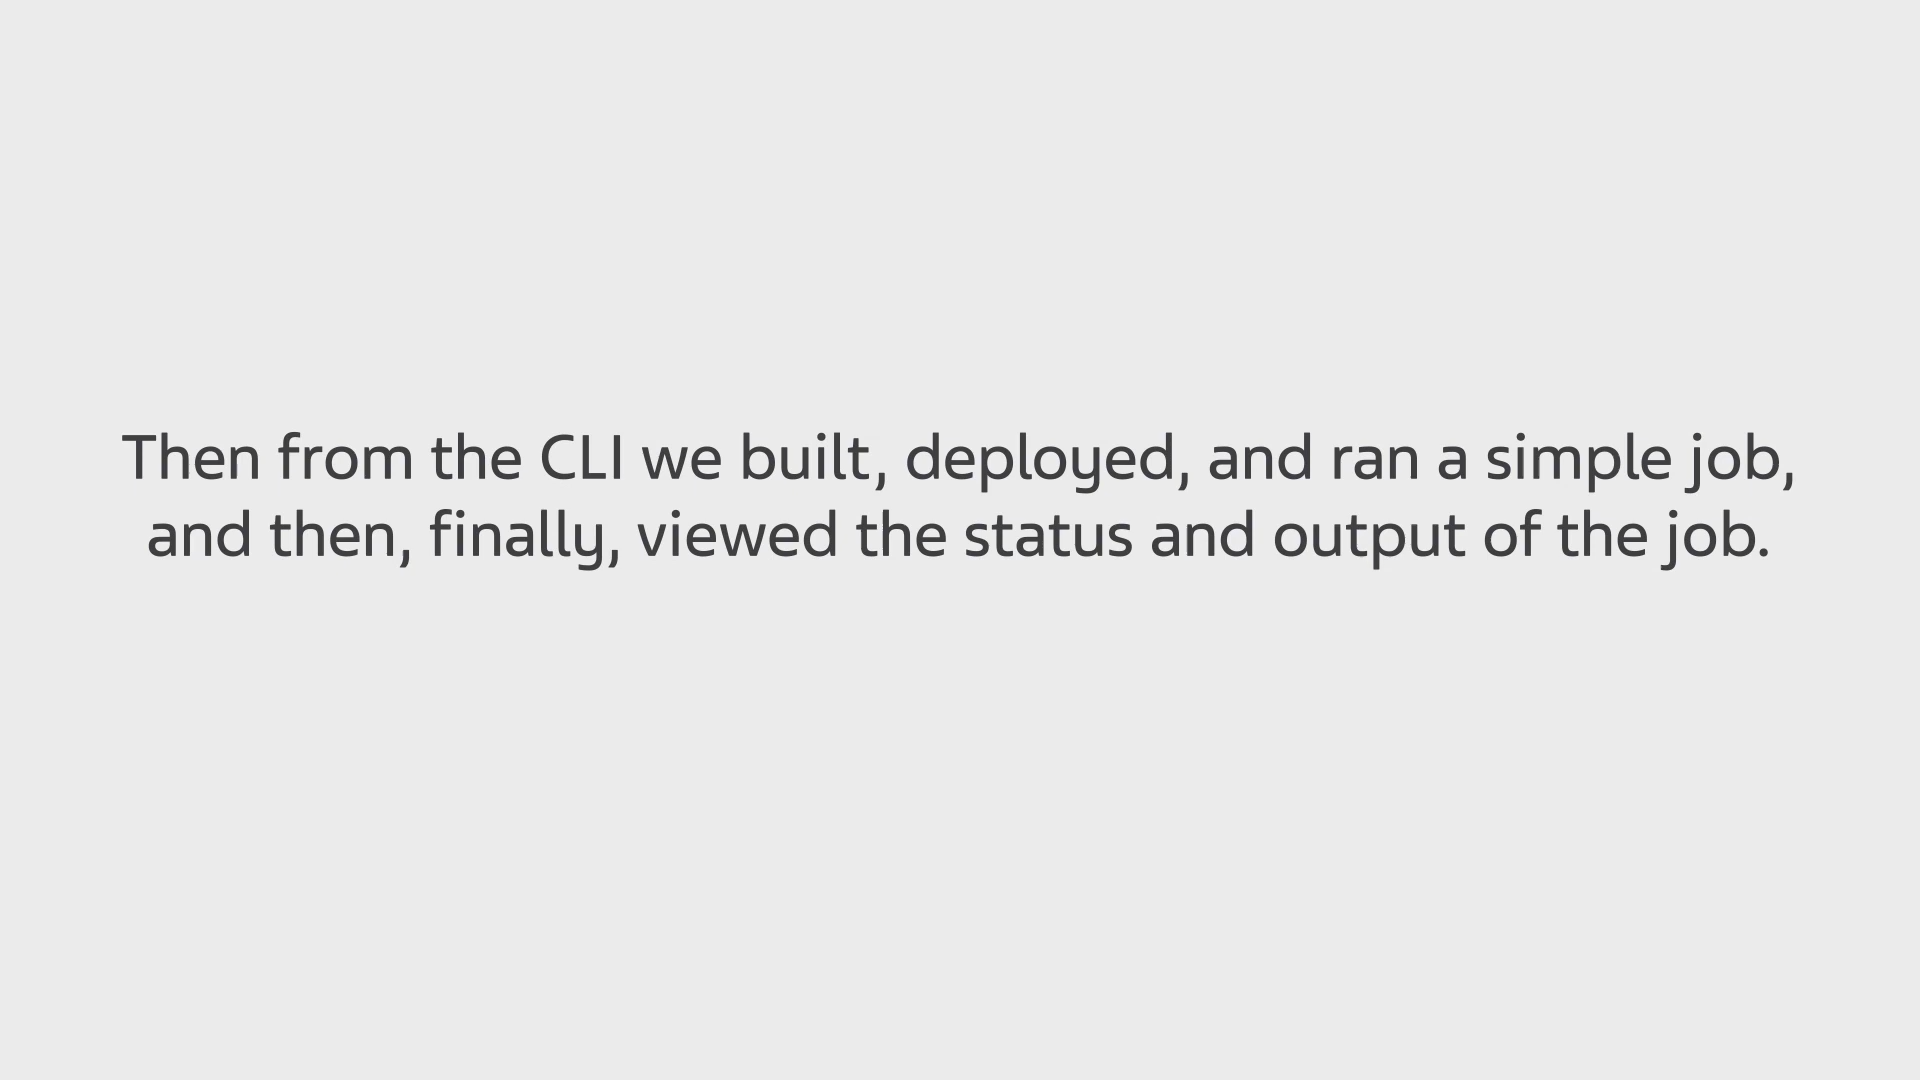 Then from the CLI we built, deployed, and ran a simple job,
and then, finally, viewed the status and output of the job.